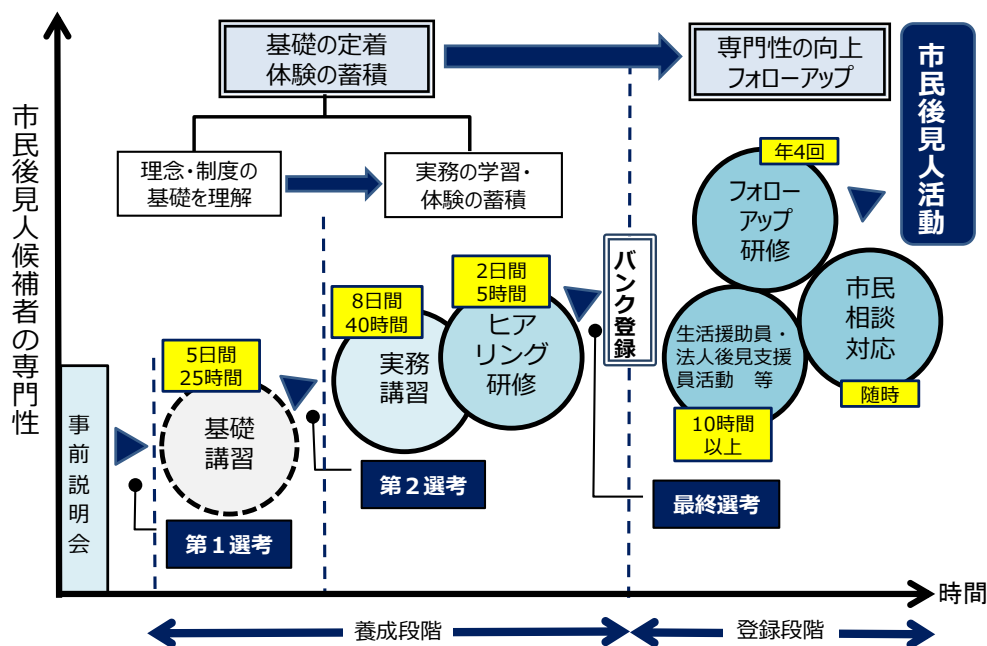 基礎の定着
体験の蓄積
専門性の向上
フォローアップ
市民後見人活動
市民後見人候補者の専門性
理念・制度の
基礎を理解
実務の学習・
体験の蓄積
年4回
フォロー
アップ
研修
バンク登録
2日間
5時間
ヒア
リング
研修
8日間
40時間
実務
講習
5日間
25時間
基礎
講習
事前説明会
生活援助員・
法人後見支援
員活動　等
10時間
以上
市民
相談
対応
随時
第１選考
第２選考
最終選考
時間
養成段階
登録段階